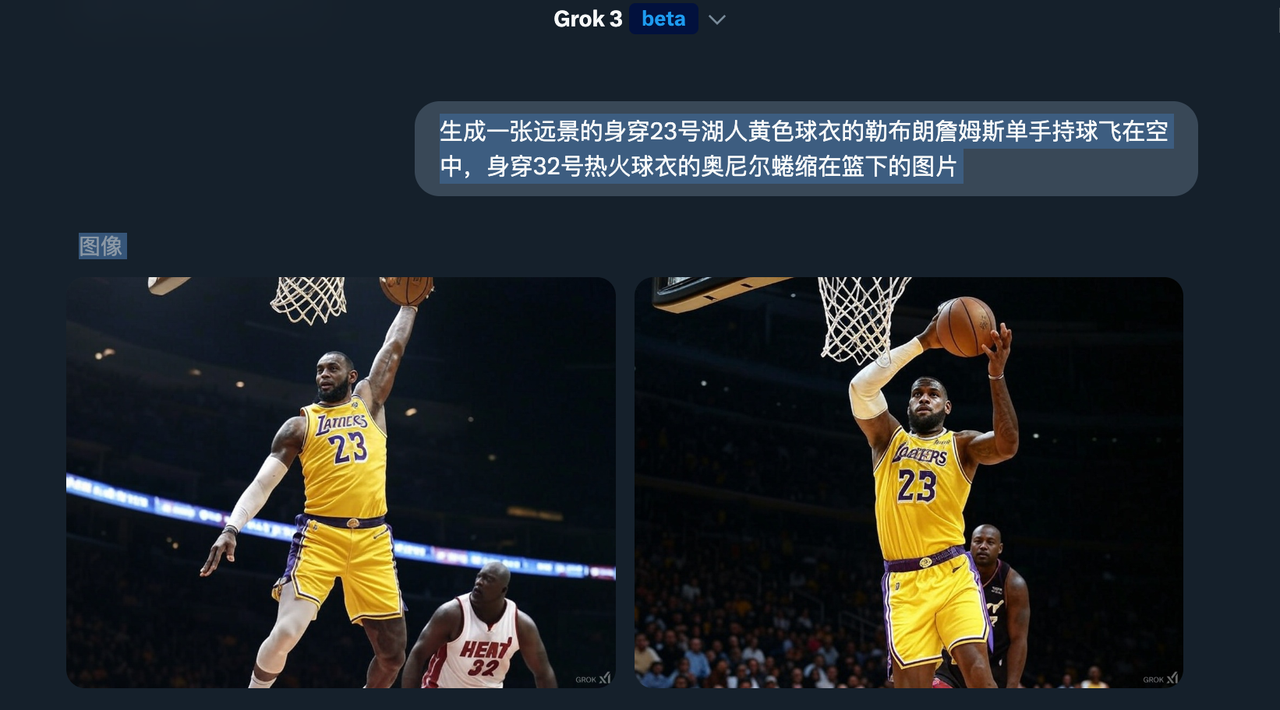 Grok 3 beta
生成一张远景的身穿23号湖人黄色球衣的勒布朗詹姆斯单手持球飞在空
中，身穿32号热火球衣的奥尼尔蜷缩在篮下的图片
图像
23
HEAT
32
GROK
23
GROK